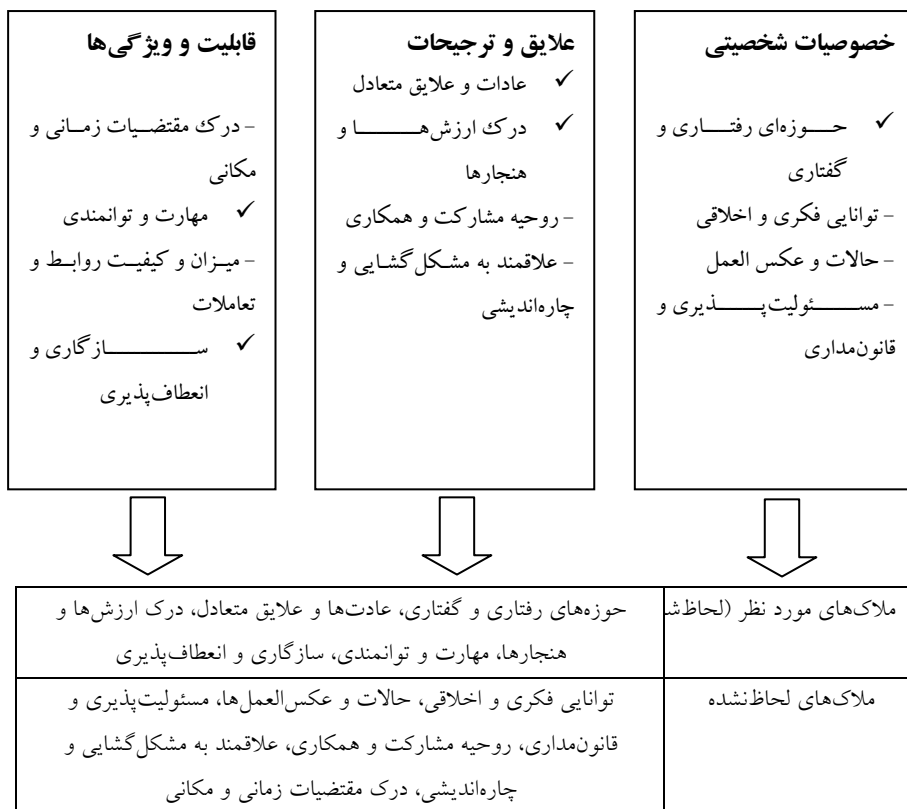 خصوصیات شخصیتی
✓ حوزه‌ای رفتاری و
گفتاری
- توانایی فکری و اخلاقی
- حالات و عکس العمل
- مسئولیت‌پذیری و
قانون‌مداری
علایق و ترجیحات
✓ عادات و علایق متعادل
✓ درک ارزش‌ها و
هنجارها
- روحیه مشارکت و همکاری
- علاقمند به مشکل‌گشایی و
چاره‌اندیشی
قابلیت و ویژگی‌ها
- درک مقتضیات زمانی و
مکانی
✓ مهارت و توانمندی
- میزان و کیفیت روابط و
تعاملات
✓ سازگاری و
انعطاف‌پذیری
ملاک‌های مورد نظر (لحاظ‌ش
حوزه‌های رفتاری و گفتاری، عادت‌ها و علایق متعادل، درک ارزش‌ها و
هنجارها، مهارت و توانمندی، سازگاری و انعطاف‌پذیری
ملاک‌های لحاظ‌نشده
توانایی فکری و اخلاقی، حالات و عکس‌العمل‌ها، مسئولیت‌پذیری و
قانون‌مداری، روحیه مشارکت و همکاری، علاقمند به مشکل‌گشایی و
چاره‌اندیشی، درک مقتضیات زمانی و مکانی